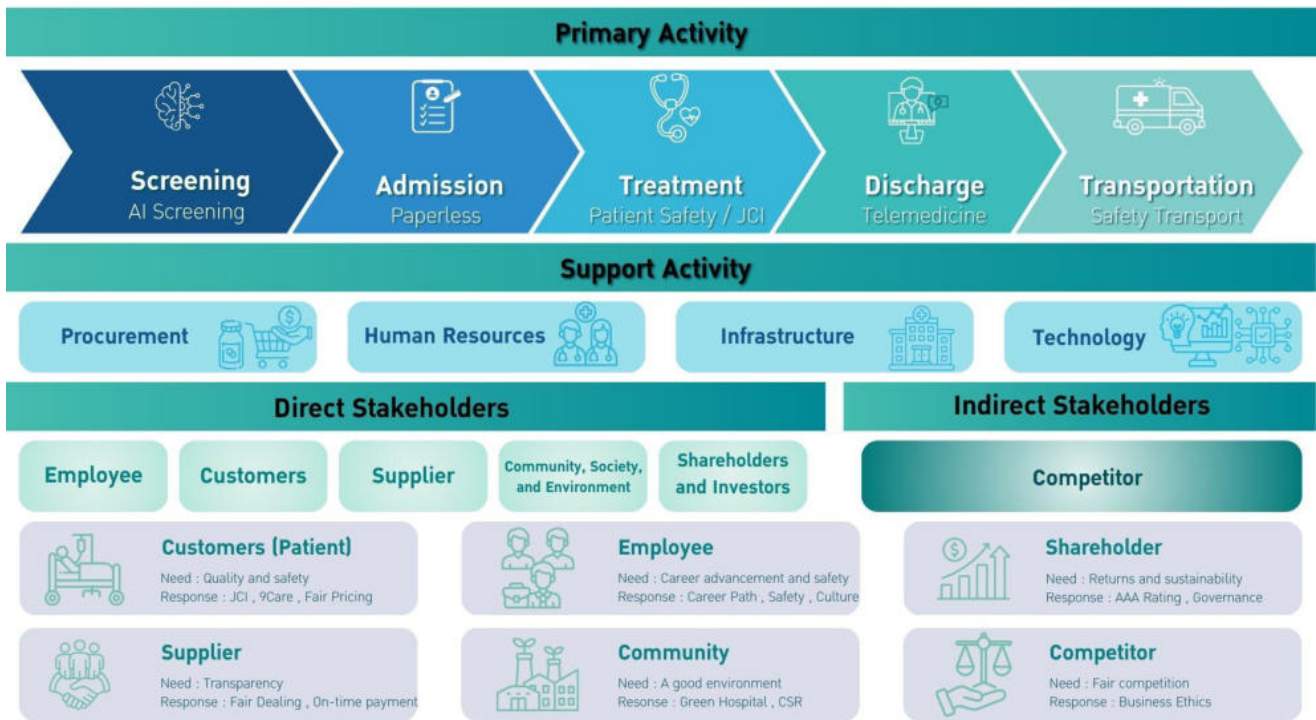 Primary Activity
Screening
AI Screening
Admission
Paperless
Treatment
Patient Safety / JCI
Discharge
Telemedicine
Transportation
Safety Transport
Support Activity
Procurement
Human Resources
Infrastructure
Technology
Direct Stakeholders
Indirect Stakeholders
Employee
Customers
Supplier
Community, Society,
and Environment
Shareholders
and Investors
Competitor
Customers (Patient)
Need : Quality and safety
Response : JCI , 9Care , Fair Pricing
Employee
Need : Career advancement and safety
Response : Career Path , Safety , Culture
Shareholder
Need : Returns and sustainability
Response : AAA Rating , Governance
Supplier
Need : Transparency
Response : Fair Dealing , On-time payment
Community
Need : A good environment
Resonse : Green Hospital , CSR
Competitor
Need : Fair competition
Response : Business Ethics